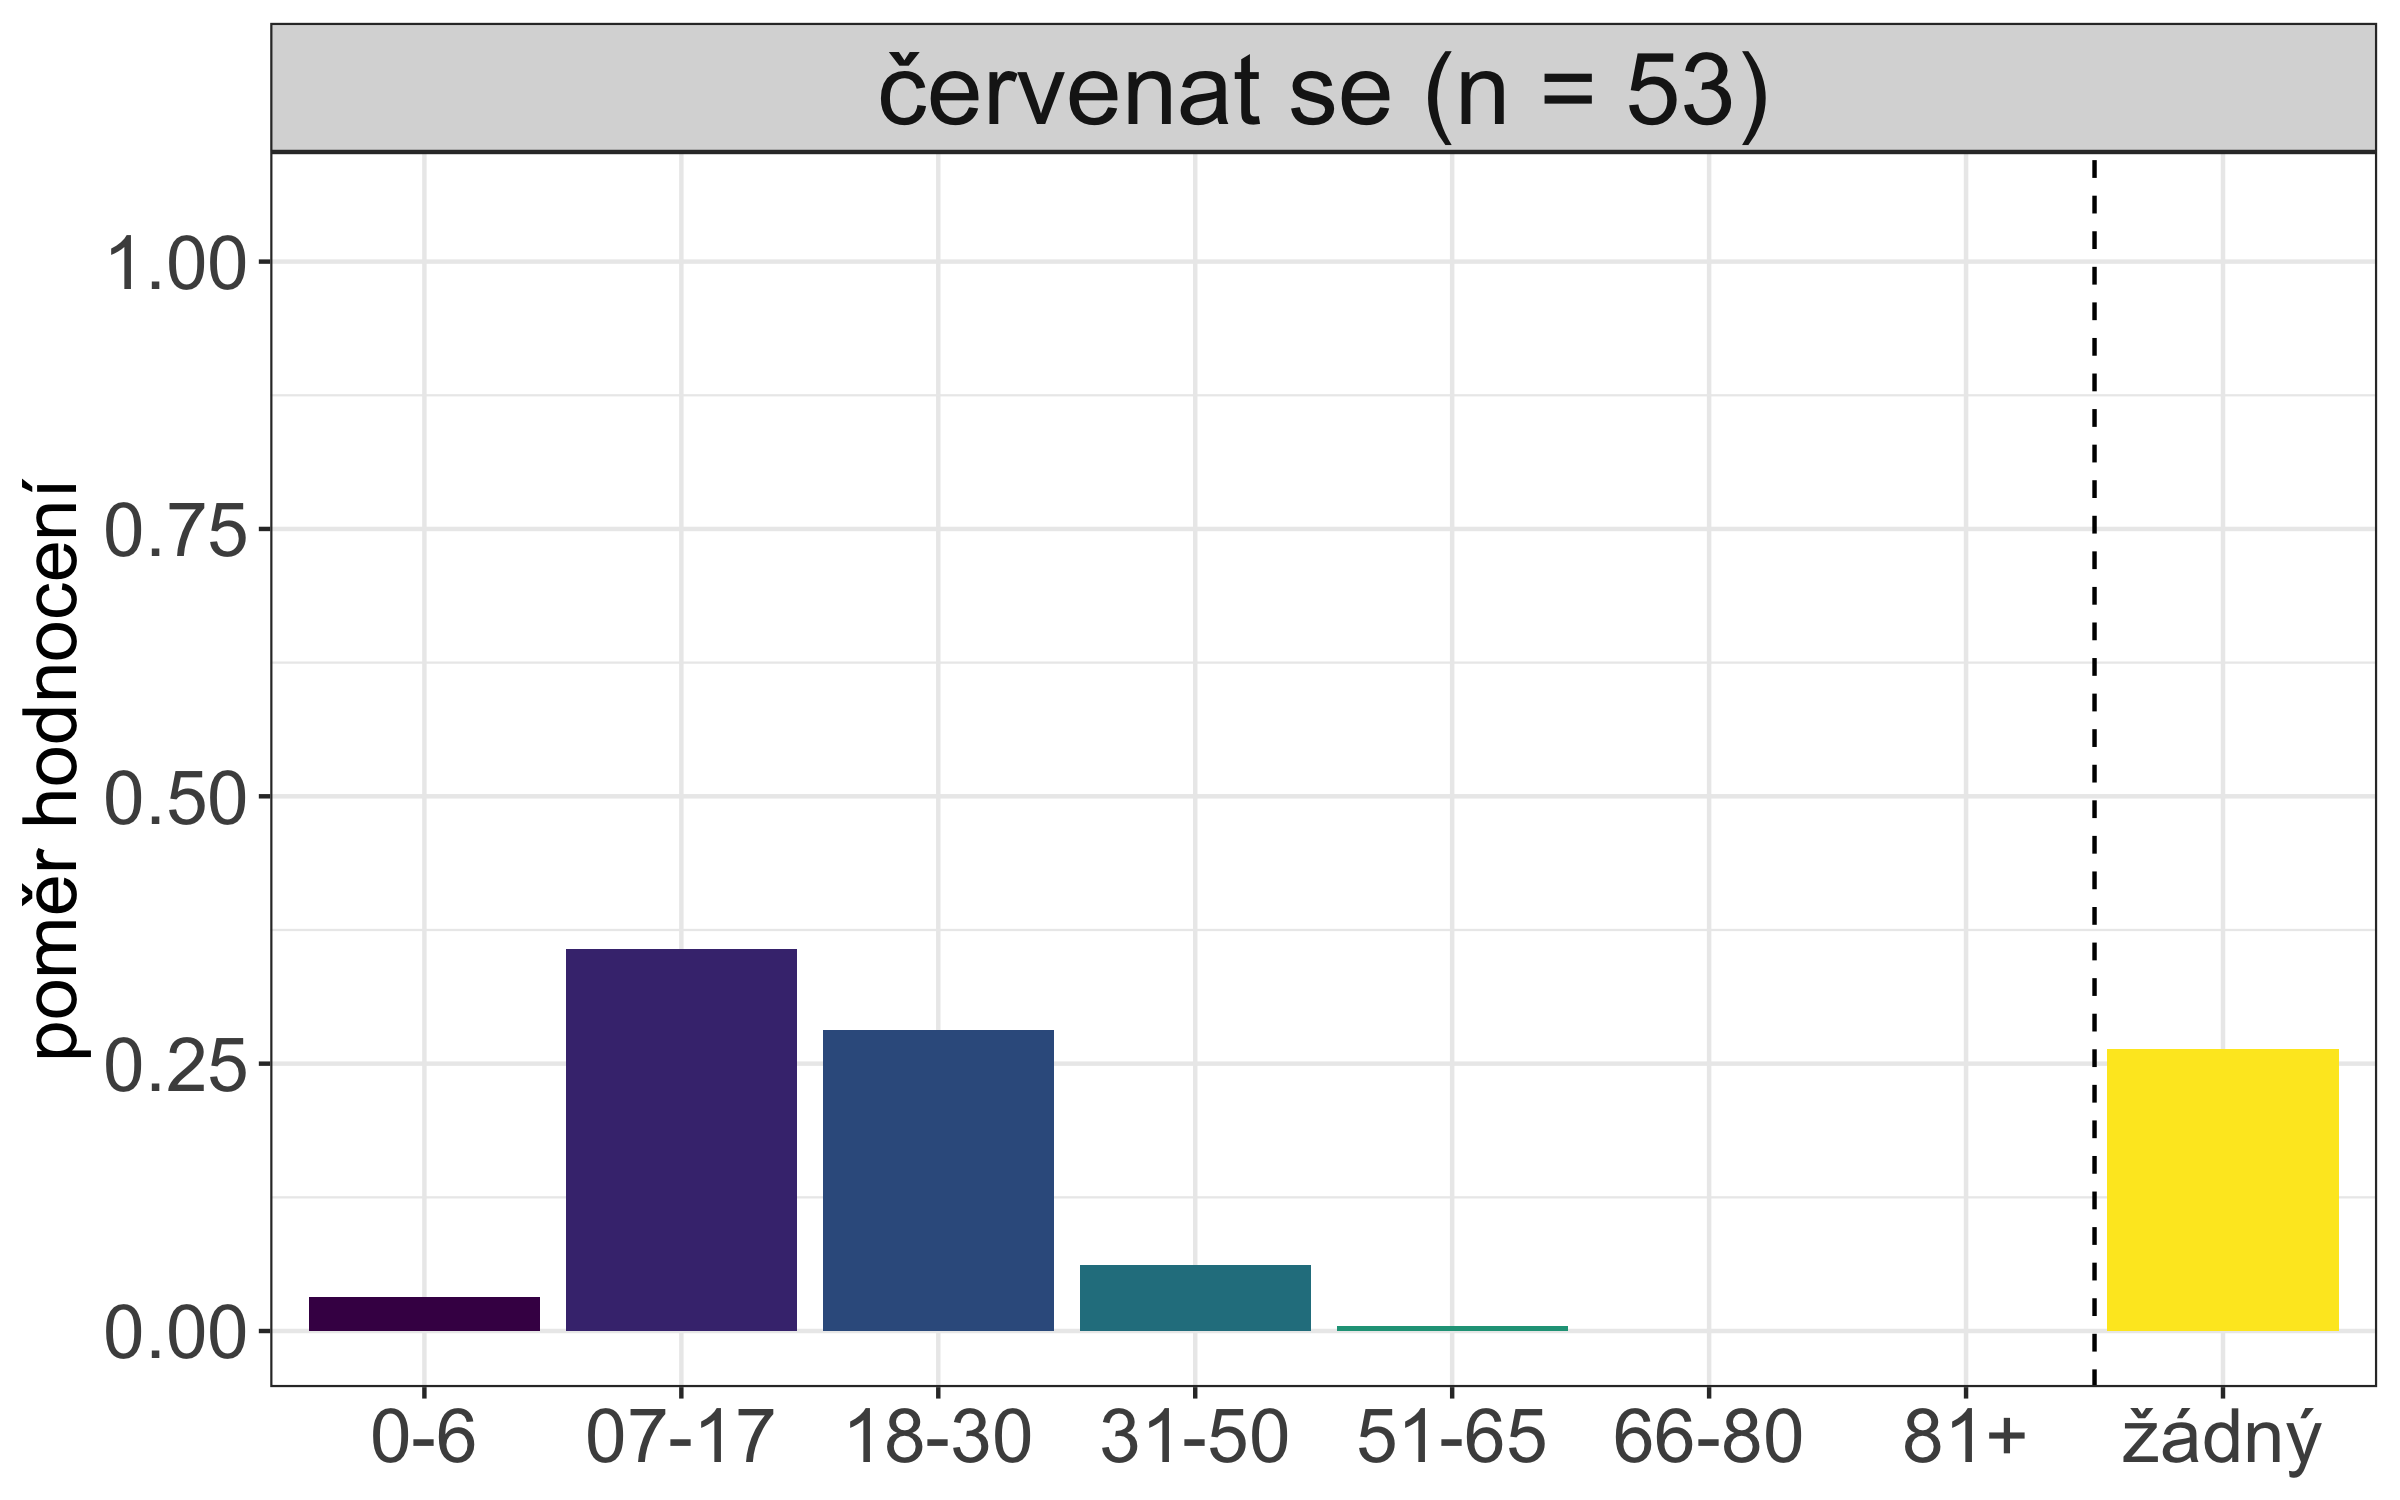 červenat se (n = 53)
poměr hodnocení
1.00
0.75
0.50
0.25
0.00
0-6 07-17 18-30 31-50 51-65 66-80 81+ žádný